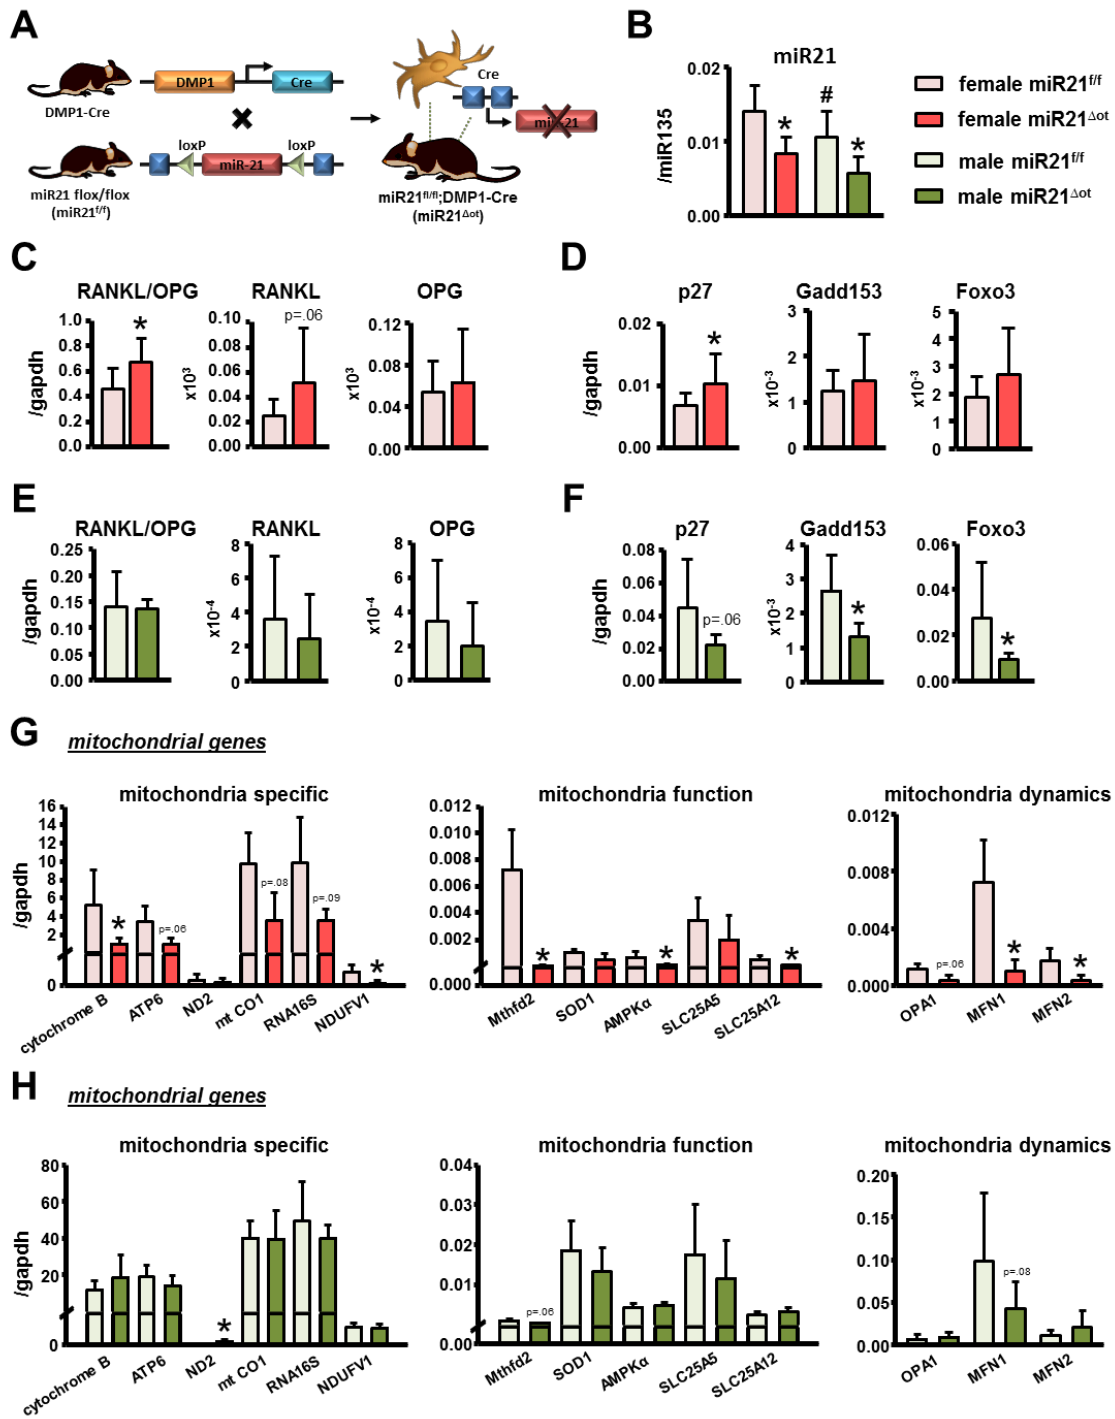 A
DMP1-Cre
DMP1
Cre
miR21 flox/flox
(miR21f/f)
loxP
miR-21
loxP
Cre
miR-21
miR21fl/fl;DMP1-Cre
(miR21Δot)
B
miR21
/miR135
0.02
0.01
0.00
*
#
*
female miR21f/f
female miR21Δot
male miR21f/f
male miR21Δot
C
RANKL/OPG
/gapdh
1.0
0.8
0.6
0.4
0.2
0.0
*
RANKL
x10³
0.10
0.08
0.06
0.04
0.02
0.00
p=.06
OPG
x10³
0.12
0.08
0.04
0.00
D
p27
/gapdh
0.02
0.01
0.00
*
Gadd153
x10⁻³
3
2
1
0
Foxo3
x10⁻³
5
4
3
2
1
0
E
RANKL/OPG
/gapdh
0.25
0.20
0.15
0.10
0.05
0.00
RANKL
x10⁻⁴
8
6
4
2
0
OPG
x10⁻⁴
8
6
4
2
0
F
p27
/gapdh
0.08
0.06
0.04
0.02
0.00
p=.06
Gadd153
x10⁻³
4
3
2
1
0
*
Foxo3
0.06
0.04
0.02
0.00
*
G
mitochondrial genes
mitochondria specific
/gapdh
16
14
12
10
8
6
4
2
0
*
p=.06
p=.08
p=.09
*
cytochrome B
ATP6
ND2
mt CO1
RNA16S
NDUFV1
mitochondria function
0.012
0.010
0.008
0.006
0.004
0.002
0.000
*
*
*
Mthfd2
SOD1
AMPKα
SLC25A5
SLC25A12
mitochondria dynamics
0.012
0.008
0.004
0.000
p=.06
*
*
OPA1
MFN1
MFN2
H
mitochondrial genes
mitochondria specific
/gapdh
80
60
40
20
0
*
cytochrome B
ATP6
ND2
mt CO1
RNA16S
NDUFV1
mitochondria function
0.04
0.03
0.02
0.01
0.00
p=.06
Mthfd2
SOD1
AMPKα
SLC25A5
SLC25A12
mitochondria dynamics
0.20
0.15
0.10
0.05
0.00
p=.08
OPA1
MFN1
MFN2